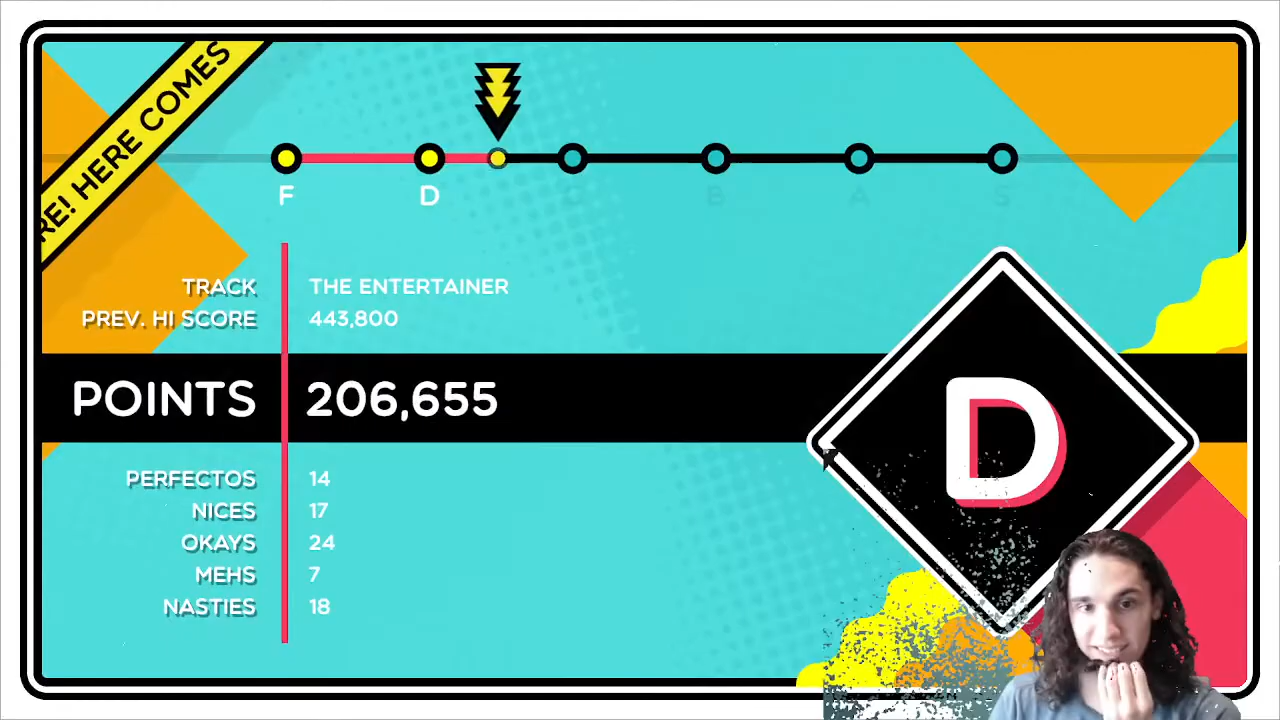 RE! HERE COMES
F D C B A S
TRACK THE ENTERTAINER
PREV. HI SCORE 443,800
POINTS 206,655
D
PERFECTOS 14
NICES 17
OKAYS 24
MEHS 7
NASTIES 18